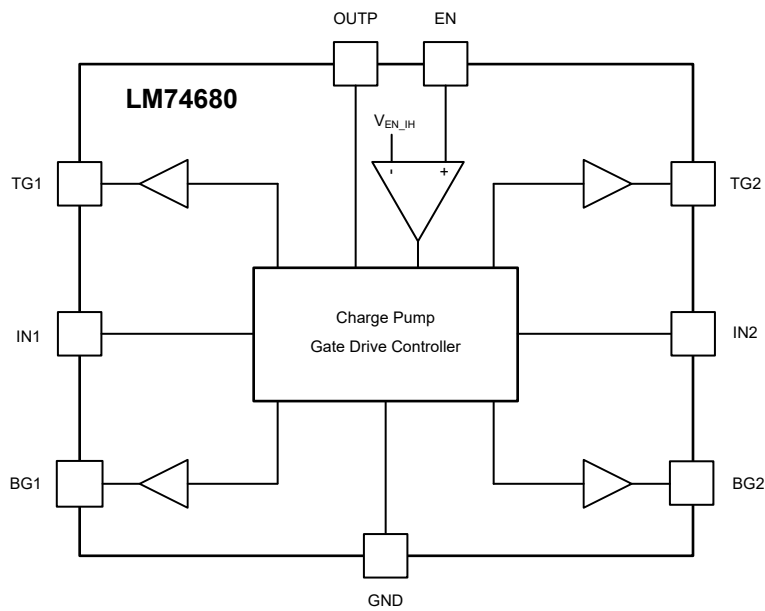 OUTP
EN
LM74680
V_EN_IH
-
+
TG1
TG2
Charge Pump
Gate Drive Controller
IN1
IN2
BG1
BG2
GND